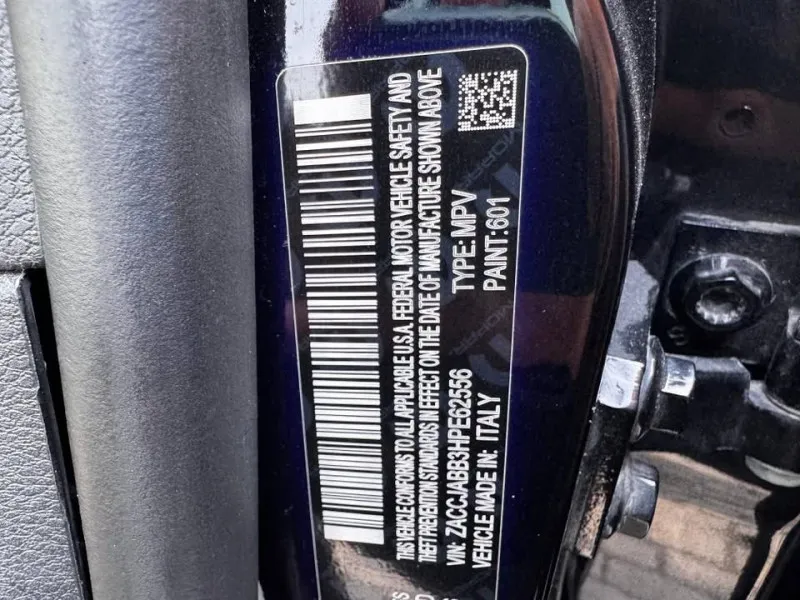 THIS VEHICLE CONFORMS TO ALL APPLICABLE U.S.A. FEDERAL MOTOR VEHICLE SAFETY AND
THEFT PREVENTION STANDARDS IN EFFECT ON THE DATE OF MANUFACTURE SHOWN ABOVE
VIN: ZACCJABB3HPE62556
TYPE: MPV
VEHICLE MADE IN: ITALY
PAINT:601